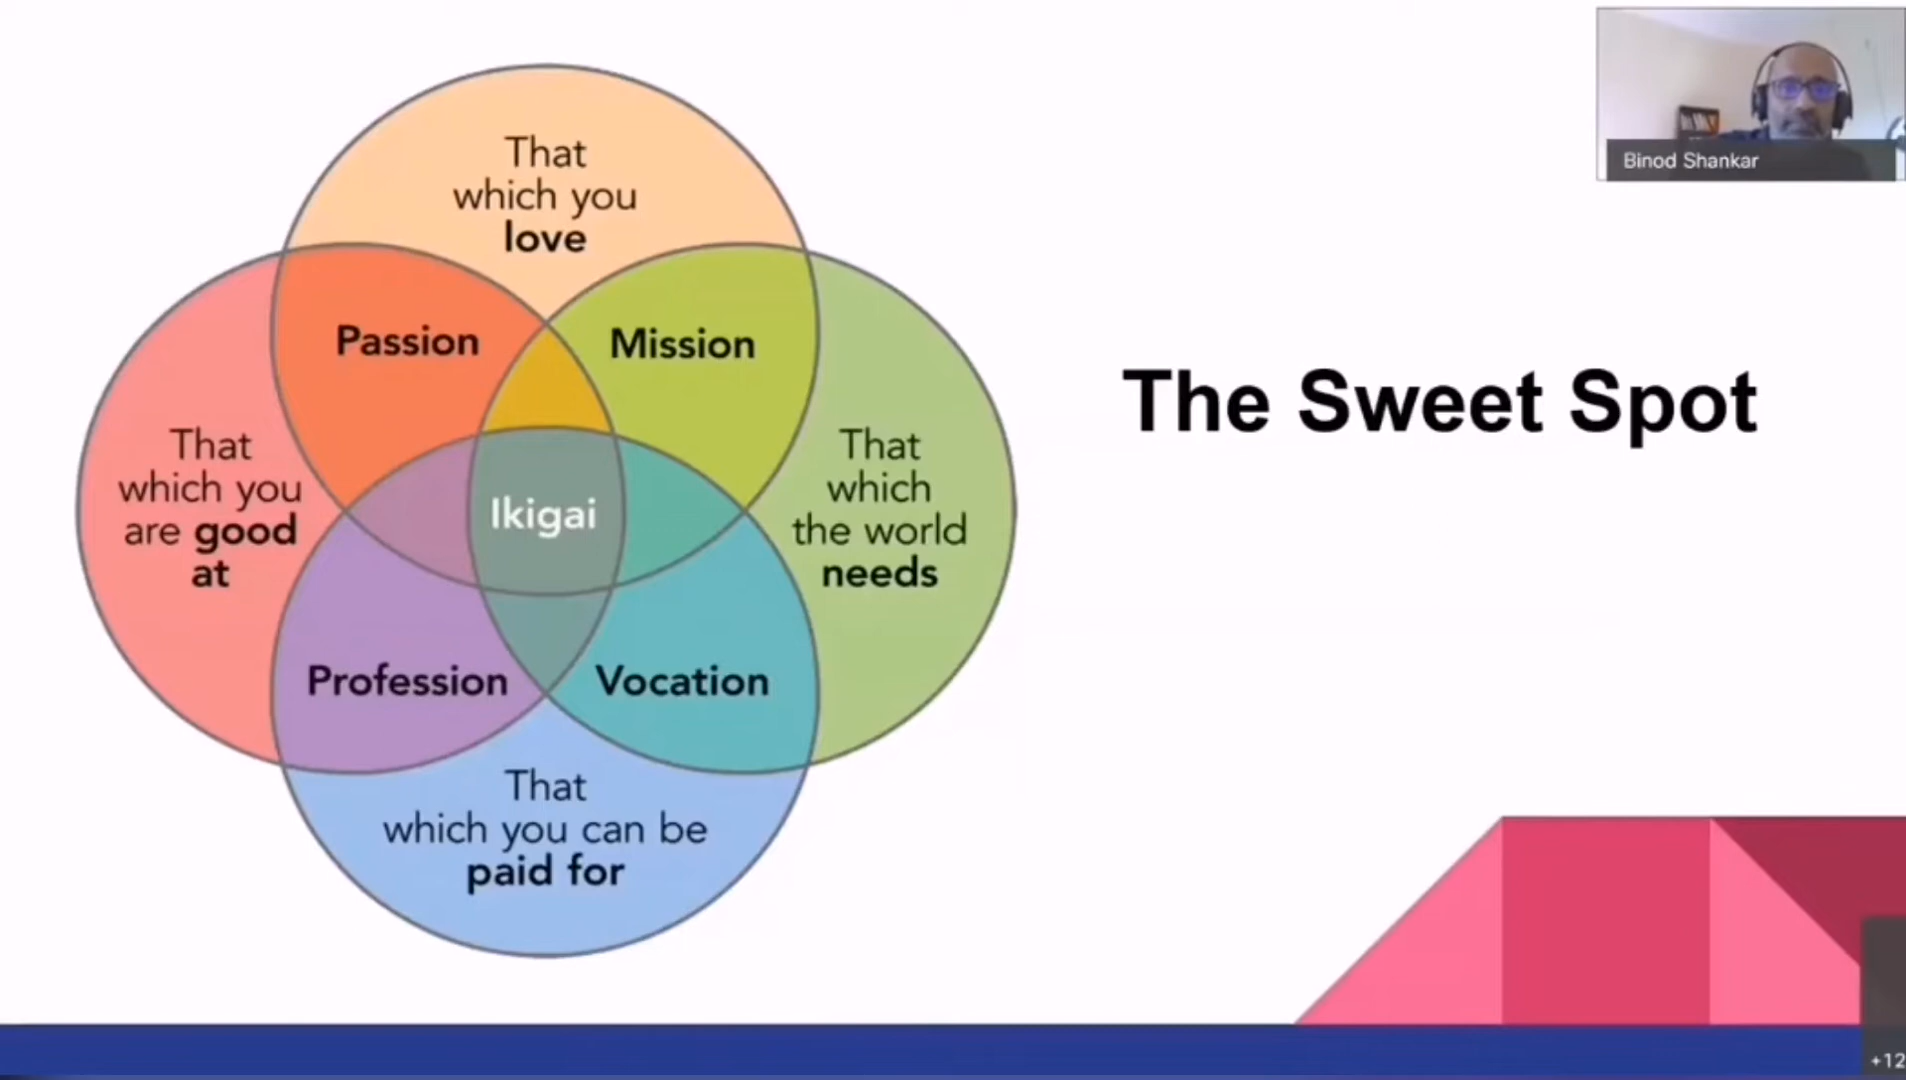 That
which you
love
Passion
Mission
That
which you
are good
at
Ikigai
That
which
the world
needs
Profession
Vocation
That
which you can be
paid for
The Sweet Spot
Binod Shankar
+12